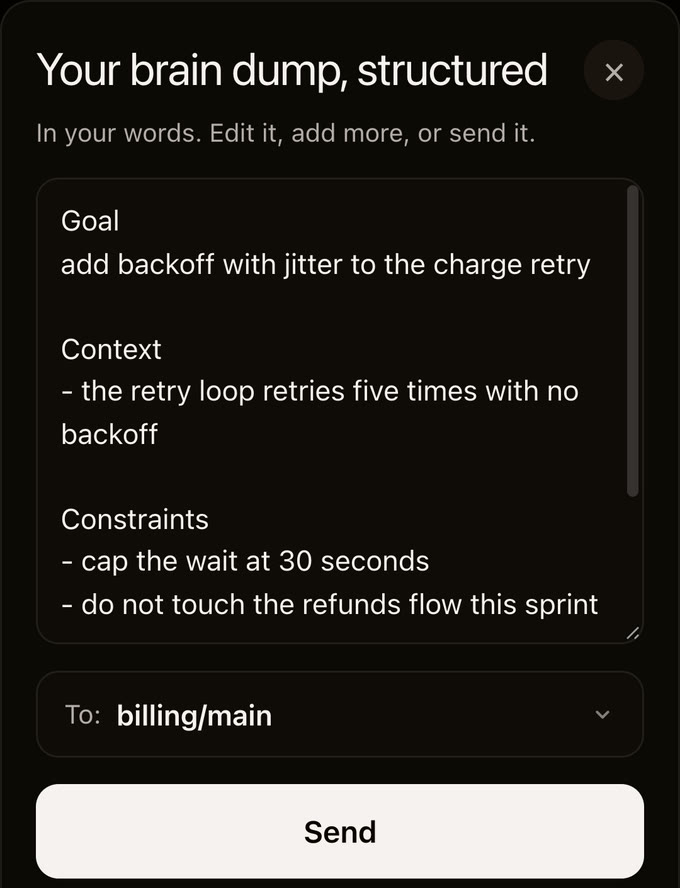 Your brain dump, structured
In your words. Edit it, add more, or send it.
Goal
add backoff with jitter to the charge retry
Context
- the retry loop retries five times with no
backoff
Constraints
- cap the wait at 30 seconds
- do not touch the refunds flow this sprint
To: billing/main
Send